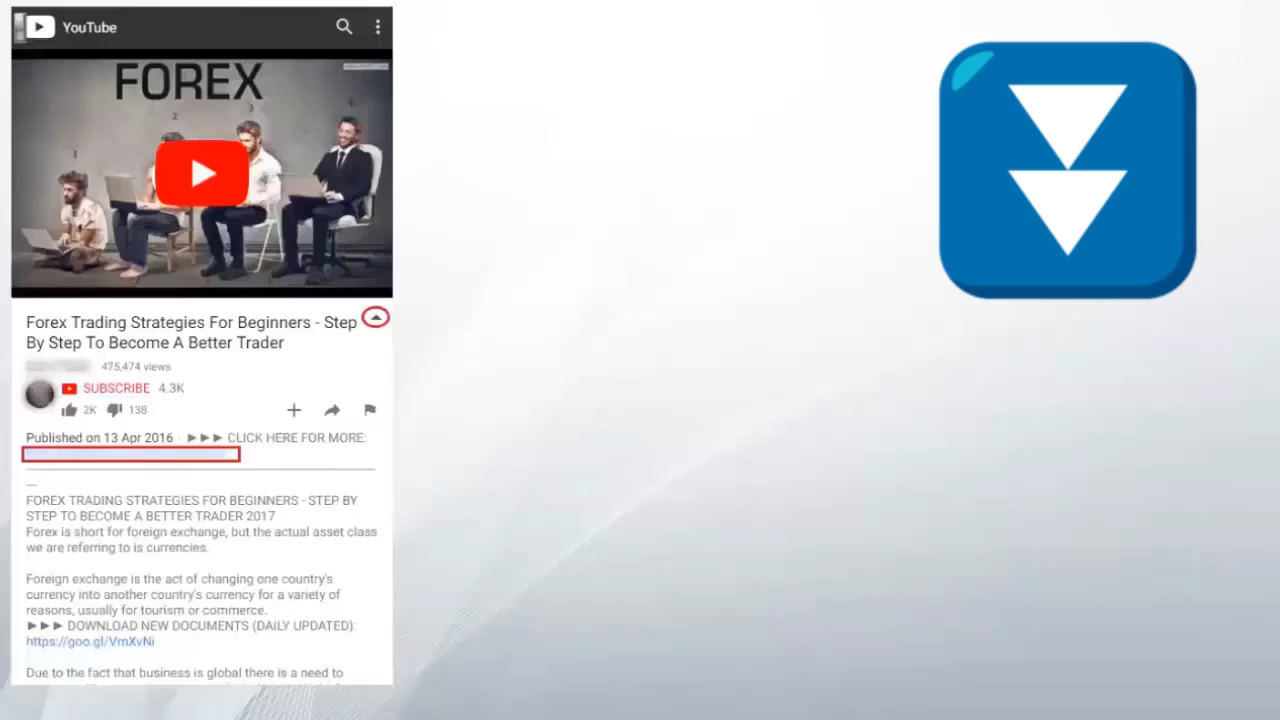 YouTube
FOREX
1
2
3
4
Forex Trading Strategies For Beginners - Step
By Step To Become A Better Trader
475,474 views
SUBSCRIBE 4.3K
2K 138
Published on 13 Apr 2016 · ►►► CLICK HERE FOR MORE:
FOREX TRADING STRATEGIES FOR BEGINNERS - STEP BY
STEP TO BECOME A BETTER TRADER 2017
Forex is short for foreign exchange, but the actual asset class
we are referring to is currencies.
Foreign exchange is the act of changing one country's
currency into another country's currency for a variety of
reasons, usually for tourism or commerce.
►►► DOWNLOAD NEW DOCUMENTS (DAILY UPDATED):
https://goo.gl/VmXvNi
Due to the fact that business is global there is a need to